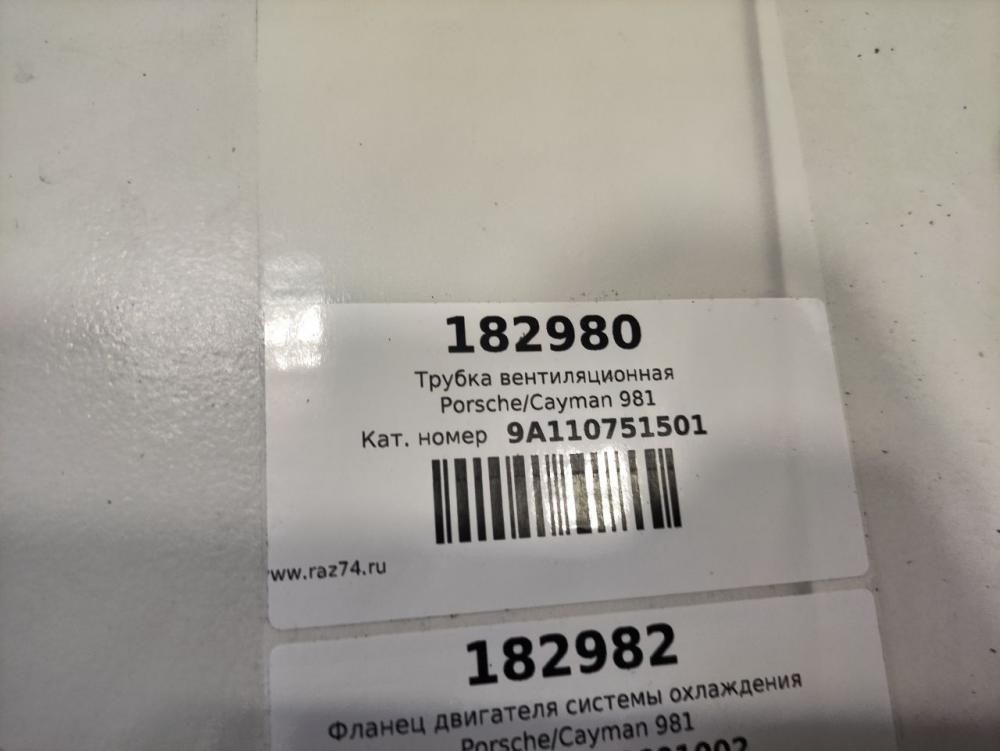 182980
Трубка вентиляционная
Porsche/Cayman 981
Кат. номер 9A110751501
ww.raz74.ru
182982
Фланец двигателя системы охлаждения
Porsche/Cayman 981